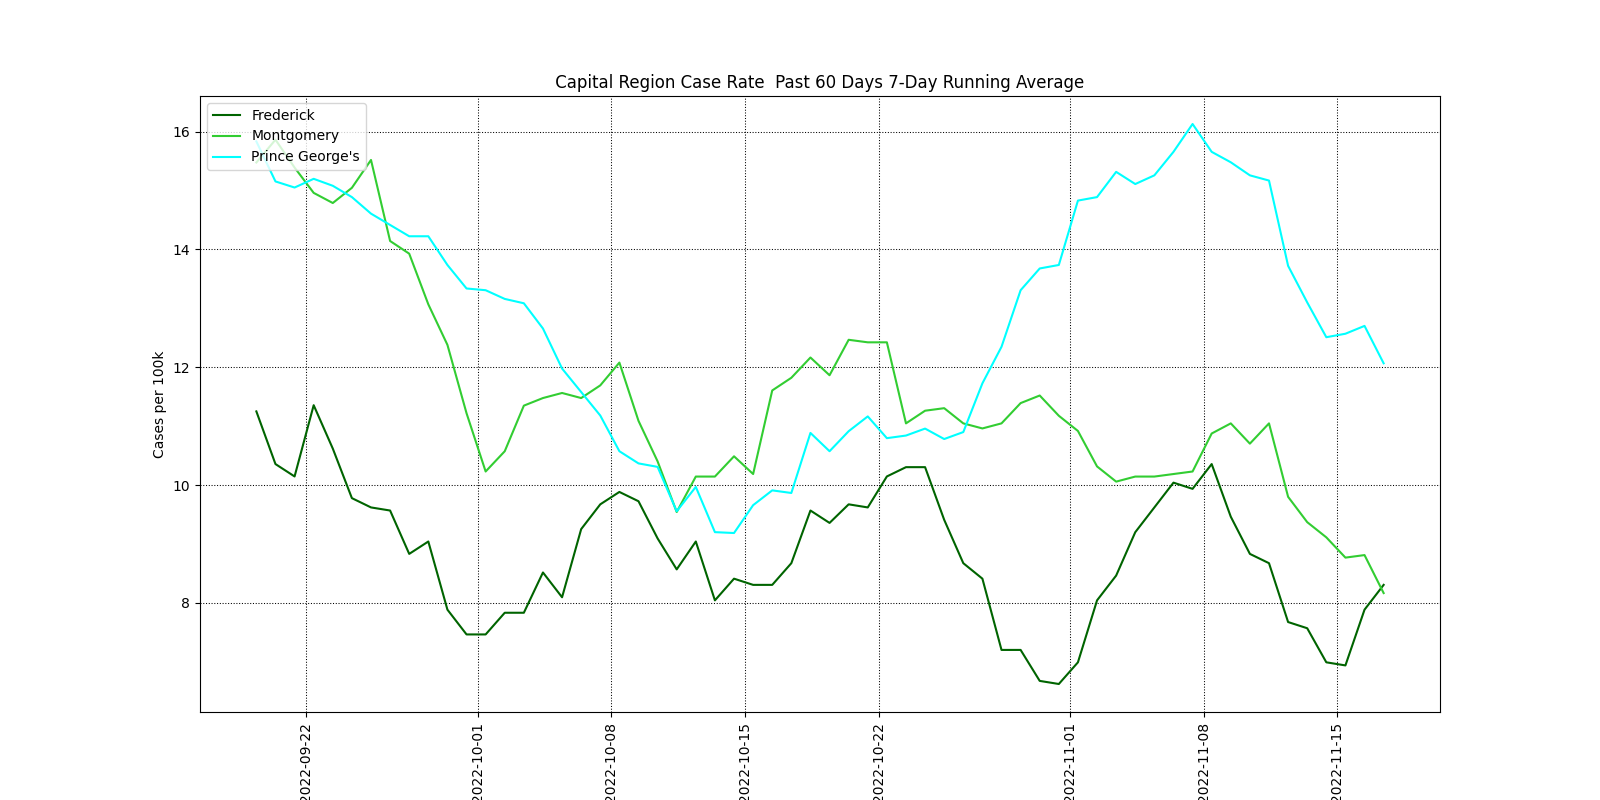 Capital Region Case Rate  Past 60 Days 7-Day Running Average
Frederick
Montgomery
Prince George's
Cases per 100k
16
14
12
10
8
2022-09-22
2022-10-01
2022-10-08
2022-10-15
2022-10-22
2022-11-01
2022-11-08
2022-11-15